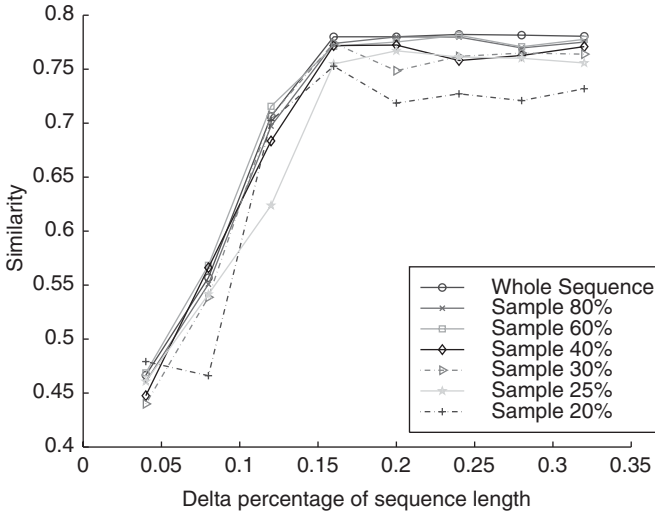 0.8
0.75
0.7
0.65
0.6
0.55
0.5
0.45
0.4
Similarity
0 0.05 0.1 0.15 0.2 0.25 0.3 0.35
Delta percentage of sequence length
Whole Sequence
Sample 80%
Sample 60%
Sample 40%
Sample 30%
Sample 25%
Sample 20%